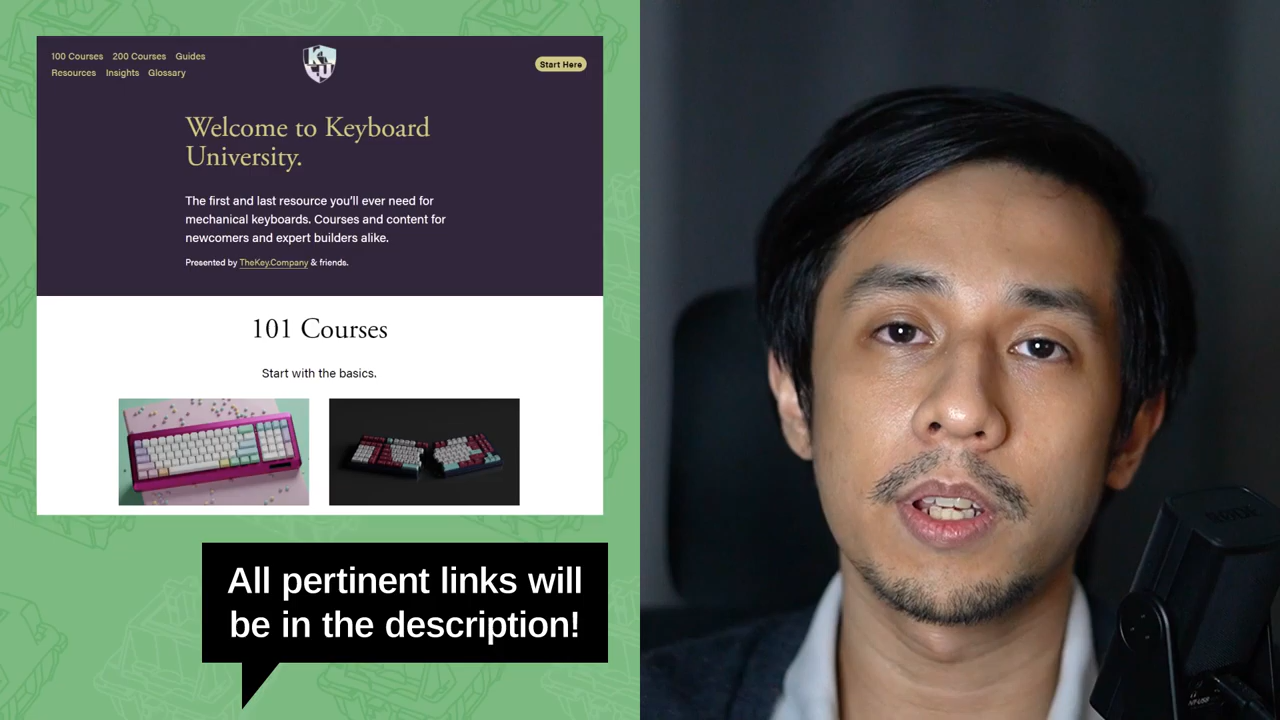 100 Courses 200 Courses Guides
Resources Insights Glossary
KU
Start Here
Welcome to Keyboard
University.
The first and last resource you'll ever need for
mechanical keyboards. Courses and content for
newcomers and expert builders alike.
Presented by TheKey.Company & friends.
101 Courses
Start with the basics.
All pertinent links will
be in the description!
RODE